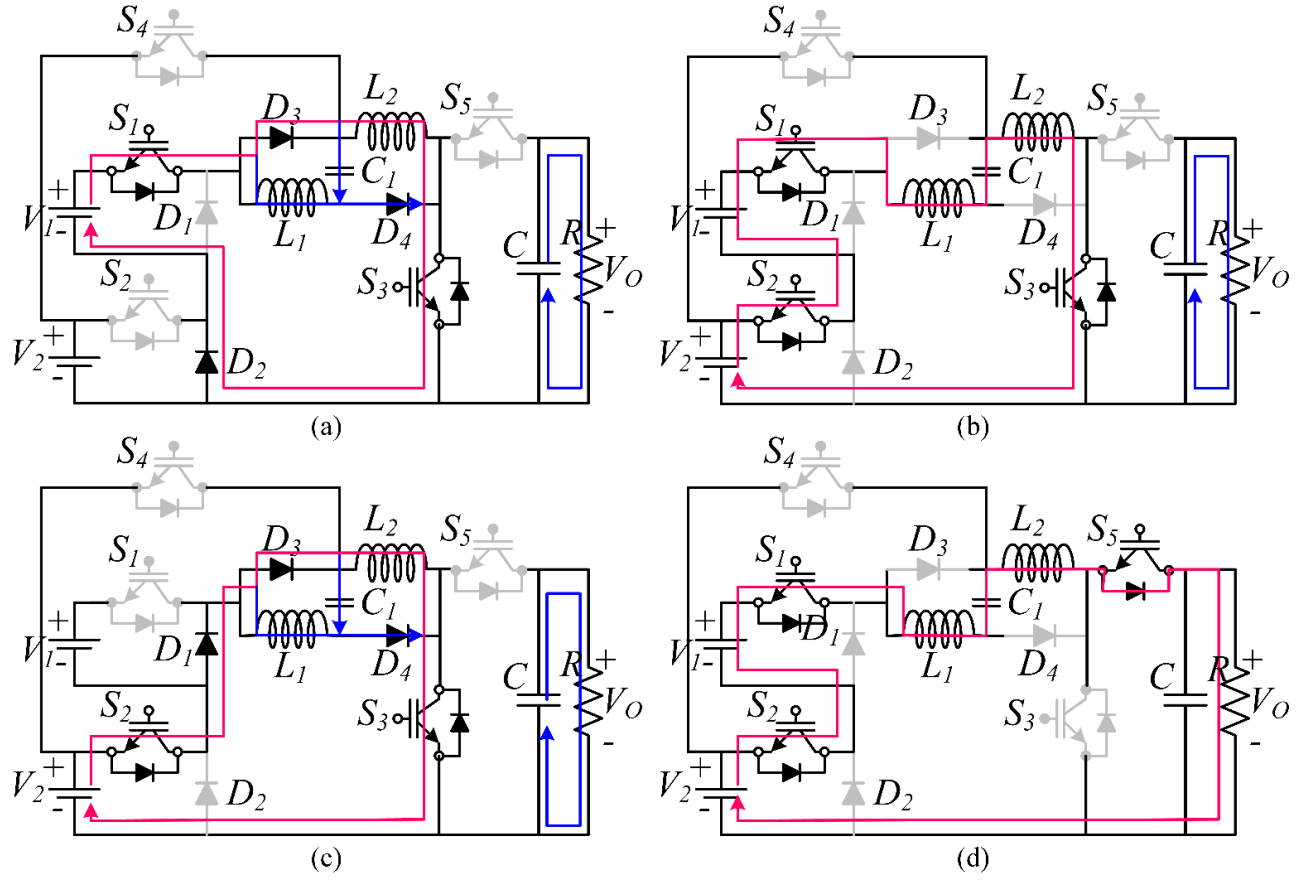 S4
L2
D3
S5
S1
C1
+
V1
-
D1
L1
D4
R
+
C
VO
S2
S3
-
+
V2
-
D2
(a)
S4
L2
D3
S5
S1
C1
+
V1
-
D1
L1
D4
R
+
C
VO
S2
S3
-
+
V2
-
D2
(b)
S4
L2
D3
S5
S1
C1
+
V1
-
D1
L1
D4
R
+
C
VO
S2
S3
-
+
V2
-
D2
(c)
S4
L2
S5
D3
S1
C1
+
V1
-
D1
L1
D4
R
+
C
VO
S2
S3
-
+
V2
-
D2
(d)